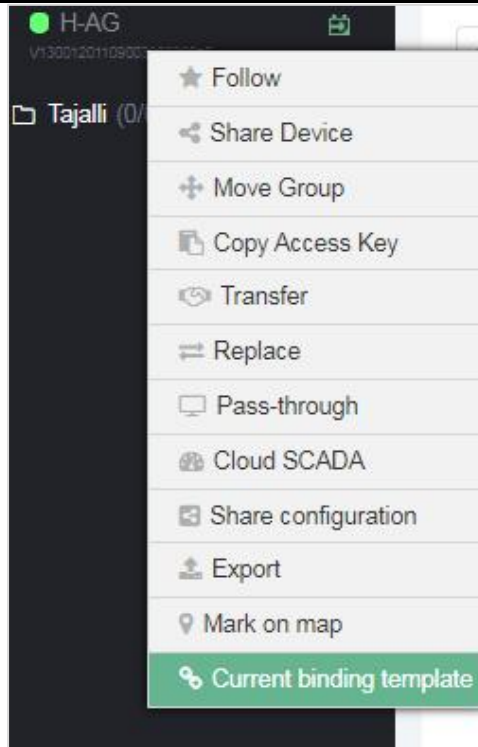 H-AG
Tajalli (0/
Follow
Share Device
Move Group
Copy Access Key
Transfer
Replace
Pass-through
Cloud SCADA
Share configuration
Export
Mark on map
Current binding template